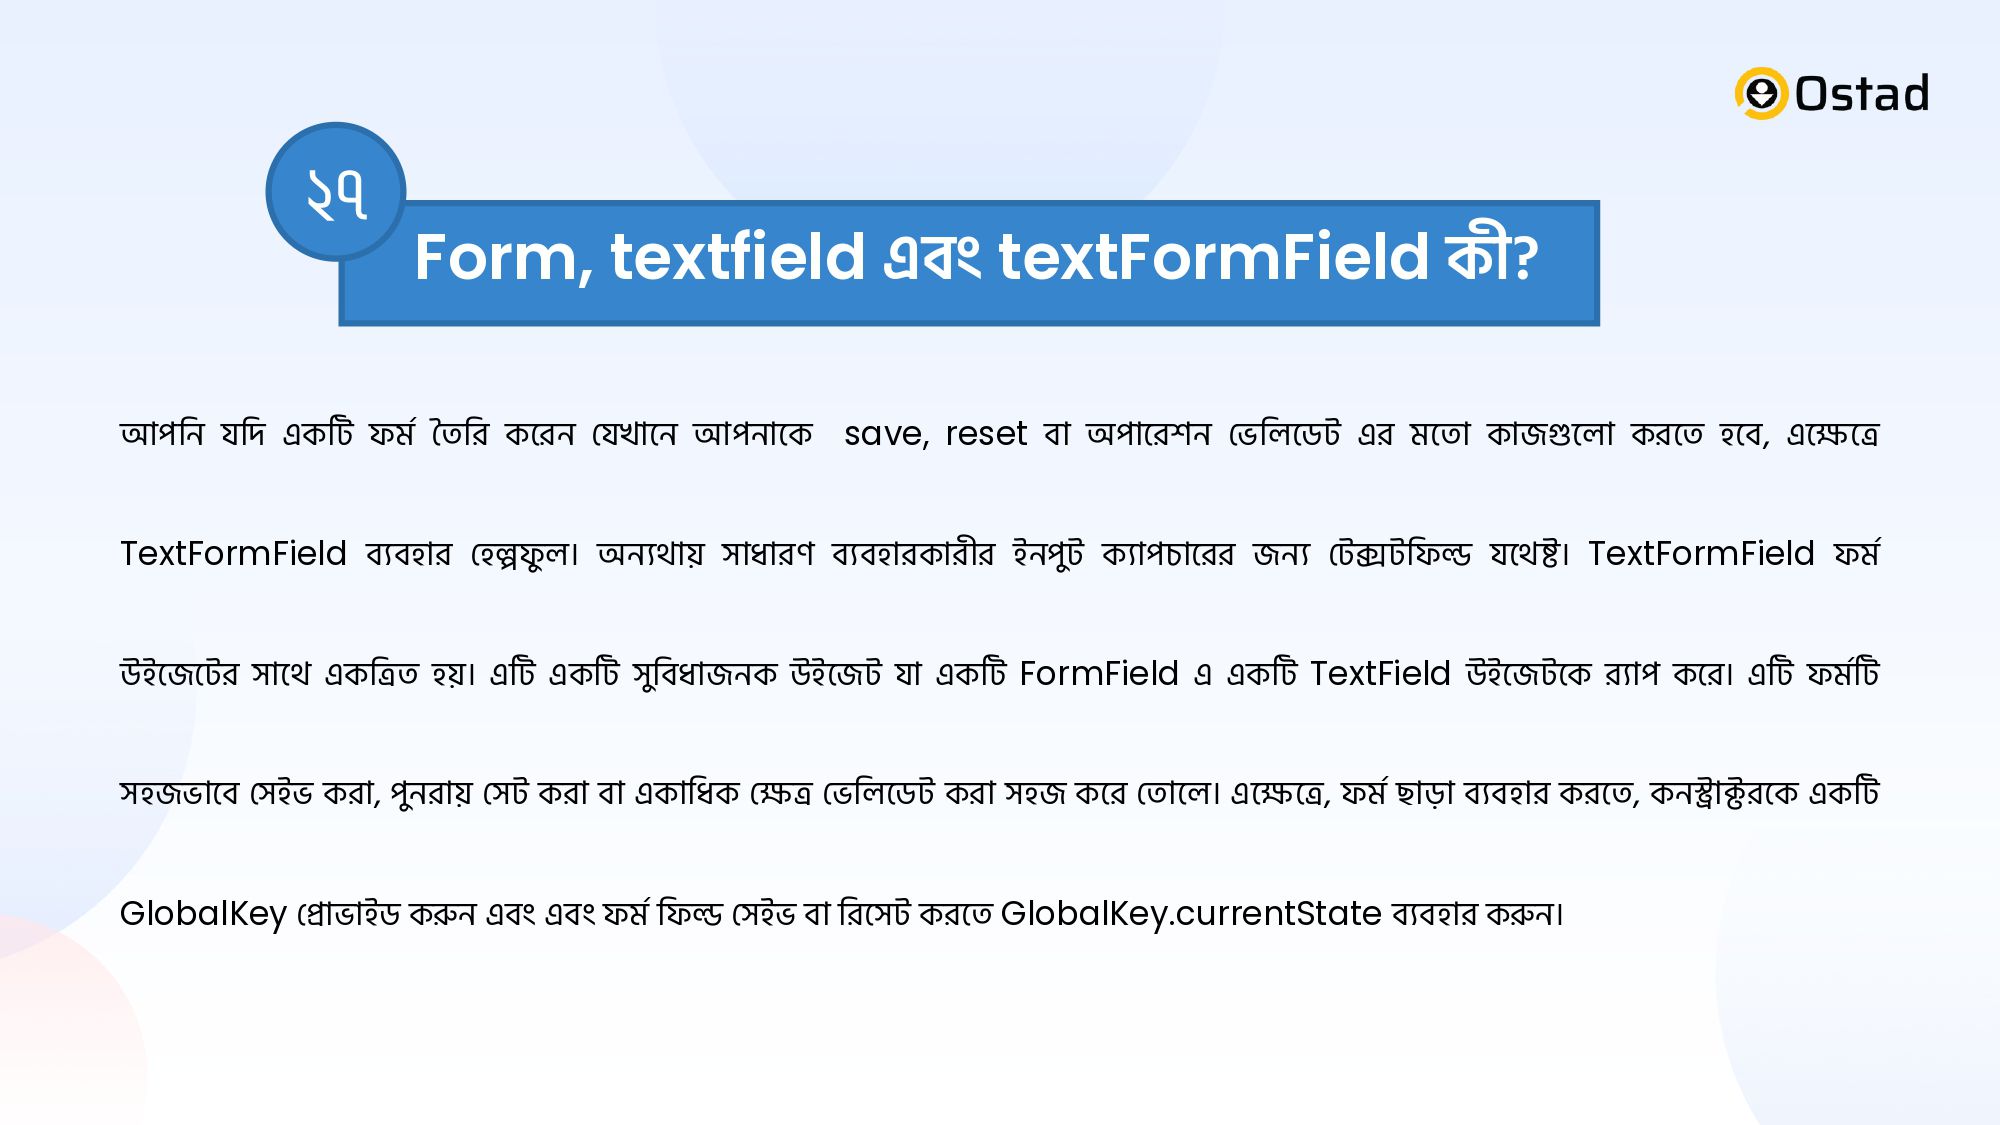 Ostad
১৭
Form, textfield এবং textFormField কী?
আপনি যদি একটি ফর্ম তৈরি করেন যেখানে আপনাকে save, reset বা অপারেশন ভেলিডেট এর মতো কাজগুলো করতে হবে, এক্ষেত্রে
TextFormField ব্যবহার হেল্পফুল। অন্যথায় সাধারণ ব্যবহারকারীর ইনপুট ক্যাপচারের জন্য টেক্সটফিল্ড যথেষ্ট। TextFormField ফর্ম
উইজেটের সাথে একত্রিত হয়। এটি একটি সুবিধাজনক উইজেট যা একটি FormField এ একটি TextField উইজেটকে র‍্যাপ করে। এটি ফর্মটি
সহজভাবে সেইভ করা, পুনরায় সেট করা বা একাধিক ক্ষেত্র ভেলিডেট করা সহজ করে তোলে। এক্ষেত্রে, ফর্ম ছাড়া ব্যবহার করতে, কনস্ট্রাক্টরকে একটি
GlobalKey প্রোভাইড করুন এবং এবং ফর্ম ফিল্ড সেইভ বা রিসেট করতে GlobalKey.currentState ব্যবহার করুন।